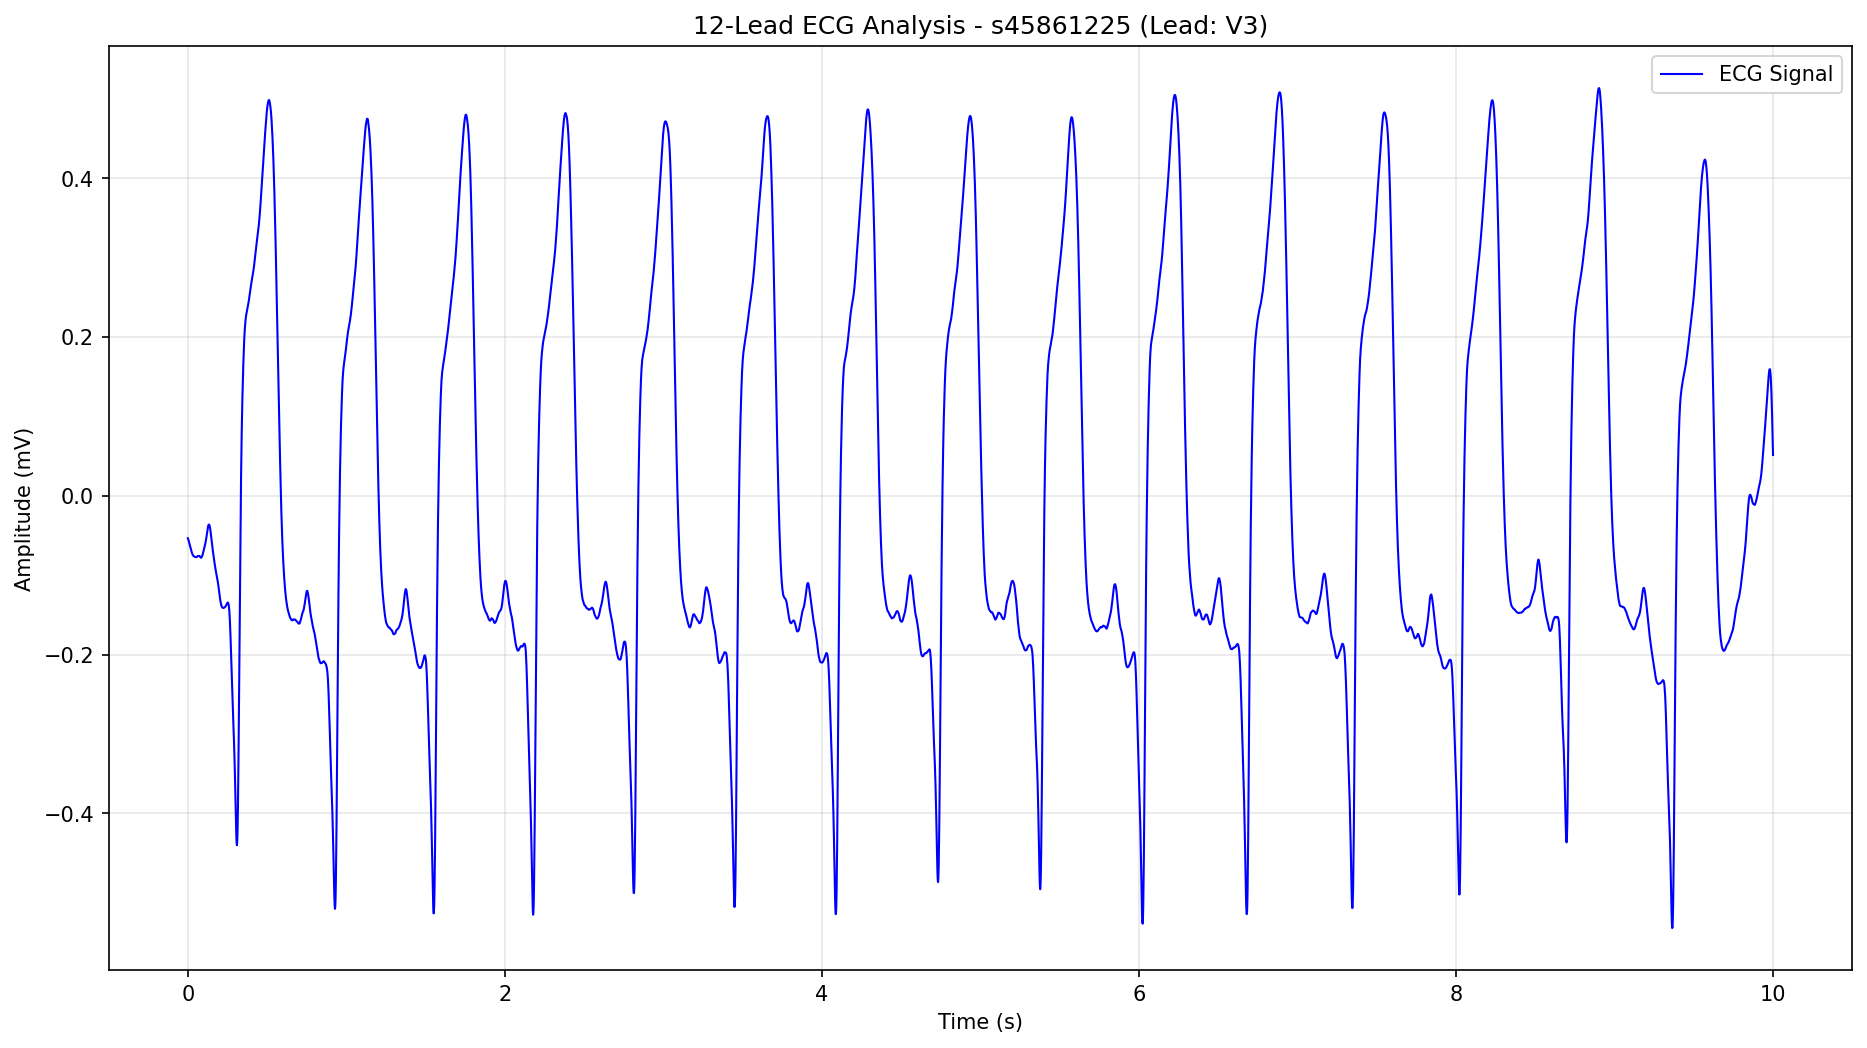 12-Lead ECG Analysis - s45861225 (Lead: V3)
ECG Signal
Amplitude (mV)
0.4
0.2
0.0
−0.2
−0.4
0 2 4 6 8 10
Time (s)